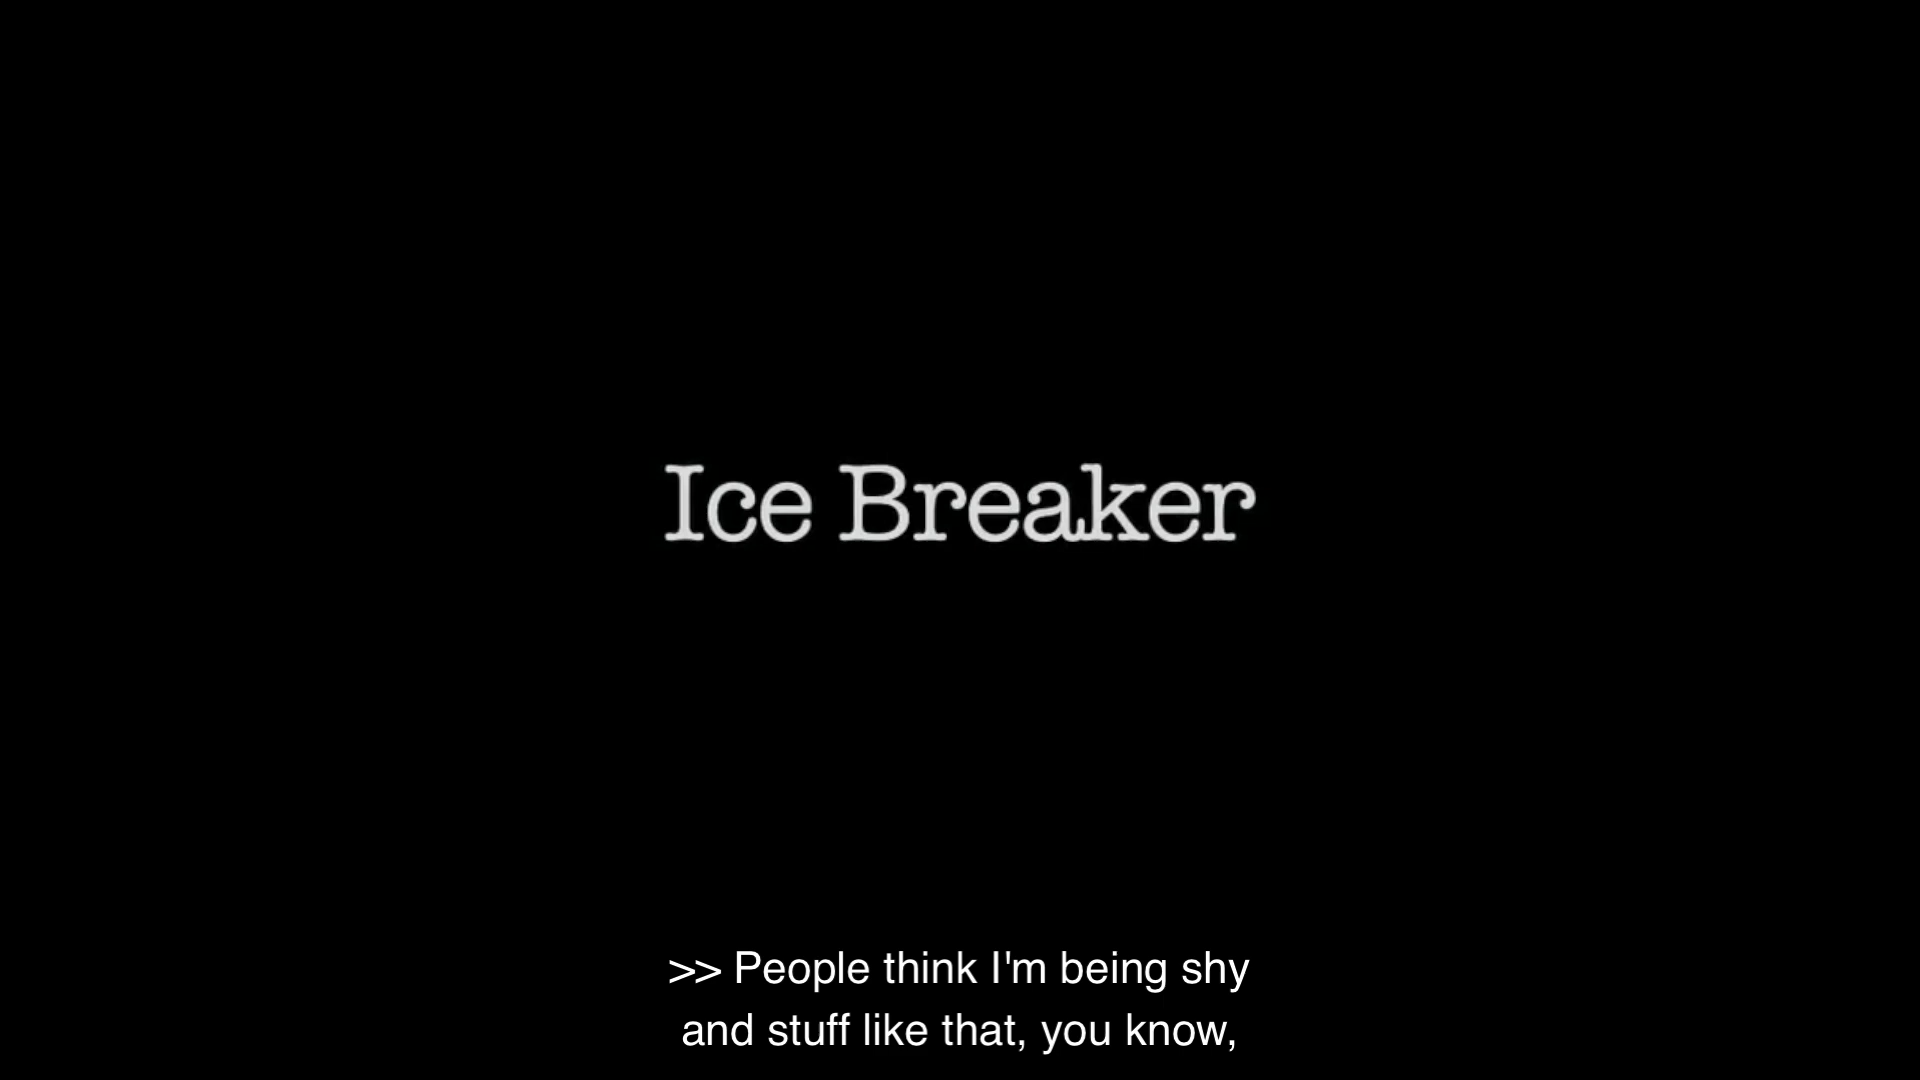 Ice Breaker
>> People think I'm being shy
and stuff like that, you know,